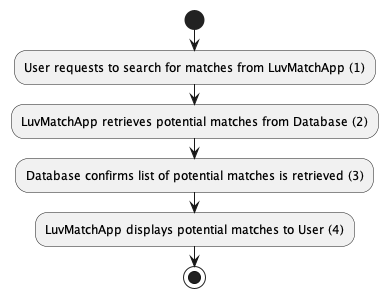 User requests to search for matches from LuvMatchApp (1)
LuvMatchApp retrieves potential matches from Database (2)
Database confirms list of potential matches is retrieved (3)
LuvMatchApp displays potential matches to User (4)